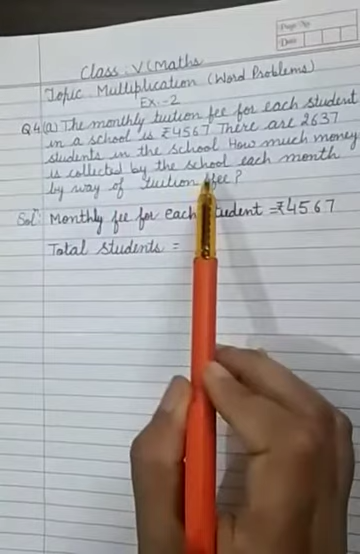 Page No.
Date
Class - V (Maths
Topic Multiplication (Word Problems)
Ex - 2
Q4.(a) The monthly tuition fee for each student
in a school is ₹4567 There are 2637
students in the school How much money
is collected by the school each month
by way of tuition fee?
Solⁿ Monthly fee for each student = ₹4567
Total Students =